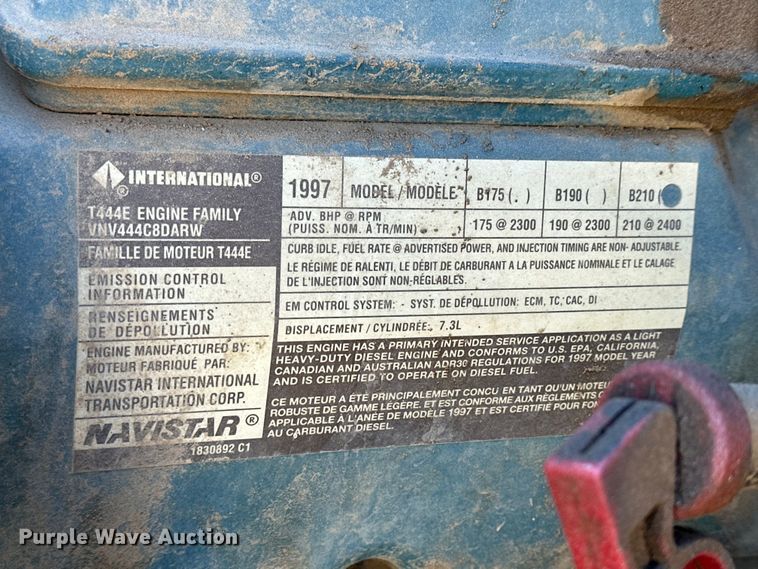 INTERNATIONAL®
T444E ENGINE FAMILY
VNV444C8DARW
FAMILLE DE MOTEUR T444E
EMISSION CONTROL
INFORMATION
RENSEIGNEMENTS
DE DÉPOLLUTION
ENGINE MANUFACTURED BY:
MOTEUR FABRIQUÉ PAR:
NAVISTAR INTERNATIONAL
TRANSPORTATION CORP.
NAVISTAR®
1830892 C1
1997 MODEL / MODÈLE B175 ( . ) B190 ( ) B210 (
ADV. BHP @ RPM
(PUISS. NOM. À TR/MIN) 175 @ 2300 190 @ 2300 210 @ 2400
CURB IDLE, FUEL RATE @ ADVERTISED POWER, AND INJECTION TIMING ARE NON- ADJUSTABLE.
LE RÉGIME DE RALENTI, LE DÉBIT DE CARBURANT A LA PUISSANCE NOMINALE ET LE CALAGE
DE L'INJECTION SONT NON-RÉGLABLES.
EM CONTROL SYSTEM: - SYST. DE DÉPOLLUTION: ECM, TC, CAC, DI
DISPLACEMENT / CYLINDRÉE: 7.3L
THIS ENGINE HAS A PRIMARY INTENDED SERVICE APPLICATION AS A LIGHT
HEAVY-DUTY DIESEL ENGINE AND CONFORMS TO U.S. EPA, CALIFORNIA,
CANADIAN AND AUSTRALIAN ADR30 REGULATIONS FOR 1997 MODEL YEAR
AND IS CERTIFIED TO OPERATE ON DIESEL FUEL.
CE MOTEUR A ÉTÉ PRINCIPALEMENT CONCU EN TANT QU'UN MOTEUR
ROBUSTE DE GAMME LÉGÈRE. ET EST CONFORME AUX RÈGLEMENTS
APPLICABLE A L'ANÉE DE MODÈLE 1997 ET EST CERTIFIÉ POUR
AU CARBURANT DIESEL.
Purple Wave Auction